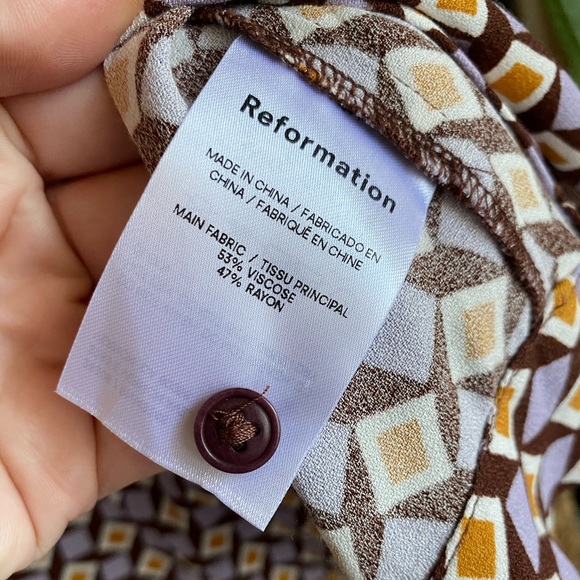 Reformation
MADE IN CHINA / FABRICADO EN
CHINA / FABRIQUÉ EN CHINE
MAIN FABRIC / TISSU PRINCIPAL
53% VISCOSE
47% RAYON